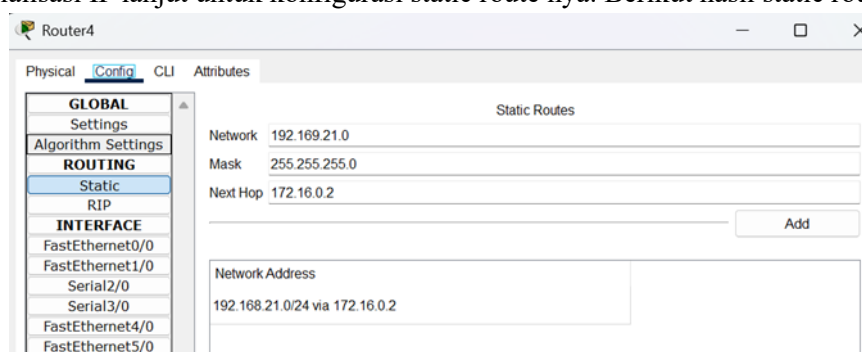 IP lanjut untuk konfigurasi static route nya. Berikut hasil static
Router4
Physical Config CLI Attributes
GLOBAL
Settings
Algorithm Settings
ROUTING
Static
RIP
INTERFACE
FastEthernet0/0
FastEthernet1/0
Serial2/0
Serial3/0
FastEthernet4/0
FastEthernet5/0
Static Routes
Network 192.169.21.0
Mask 255.255.255.0
Next Hop 172.16.0.2
Add
Network Address
192.168.21.0/24 via 172.16.0.2